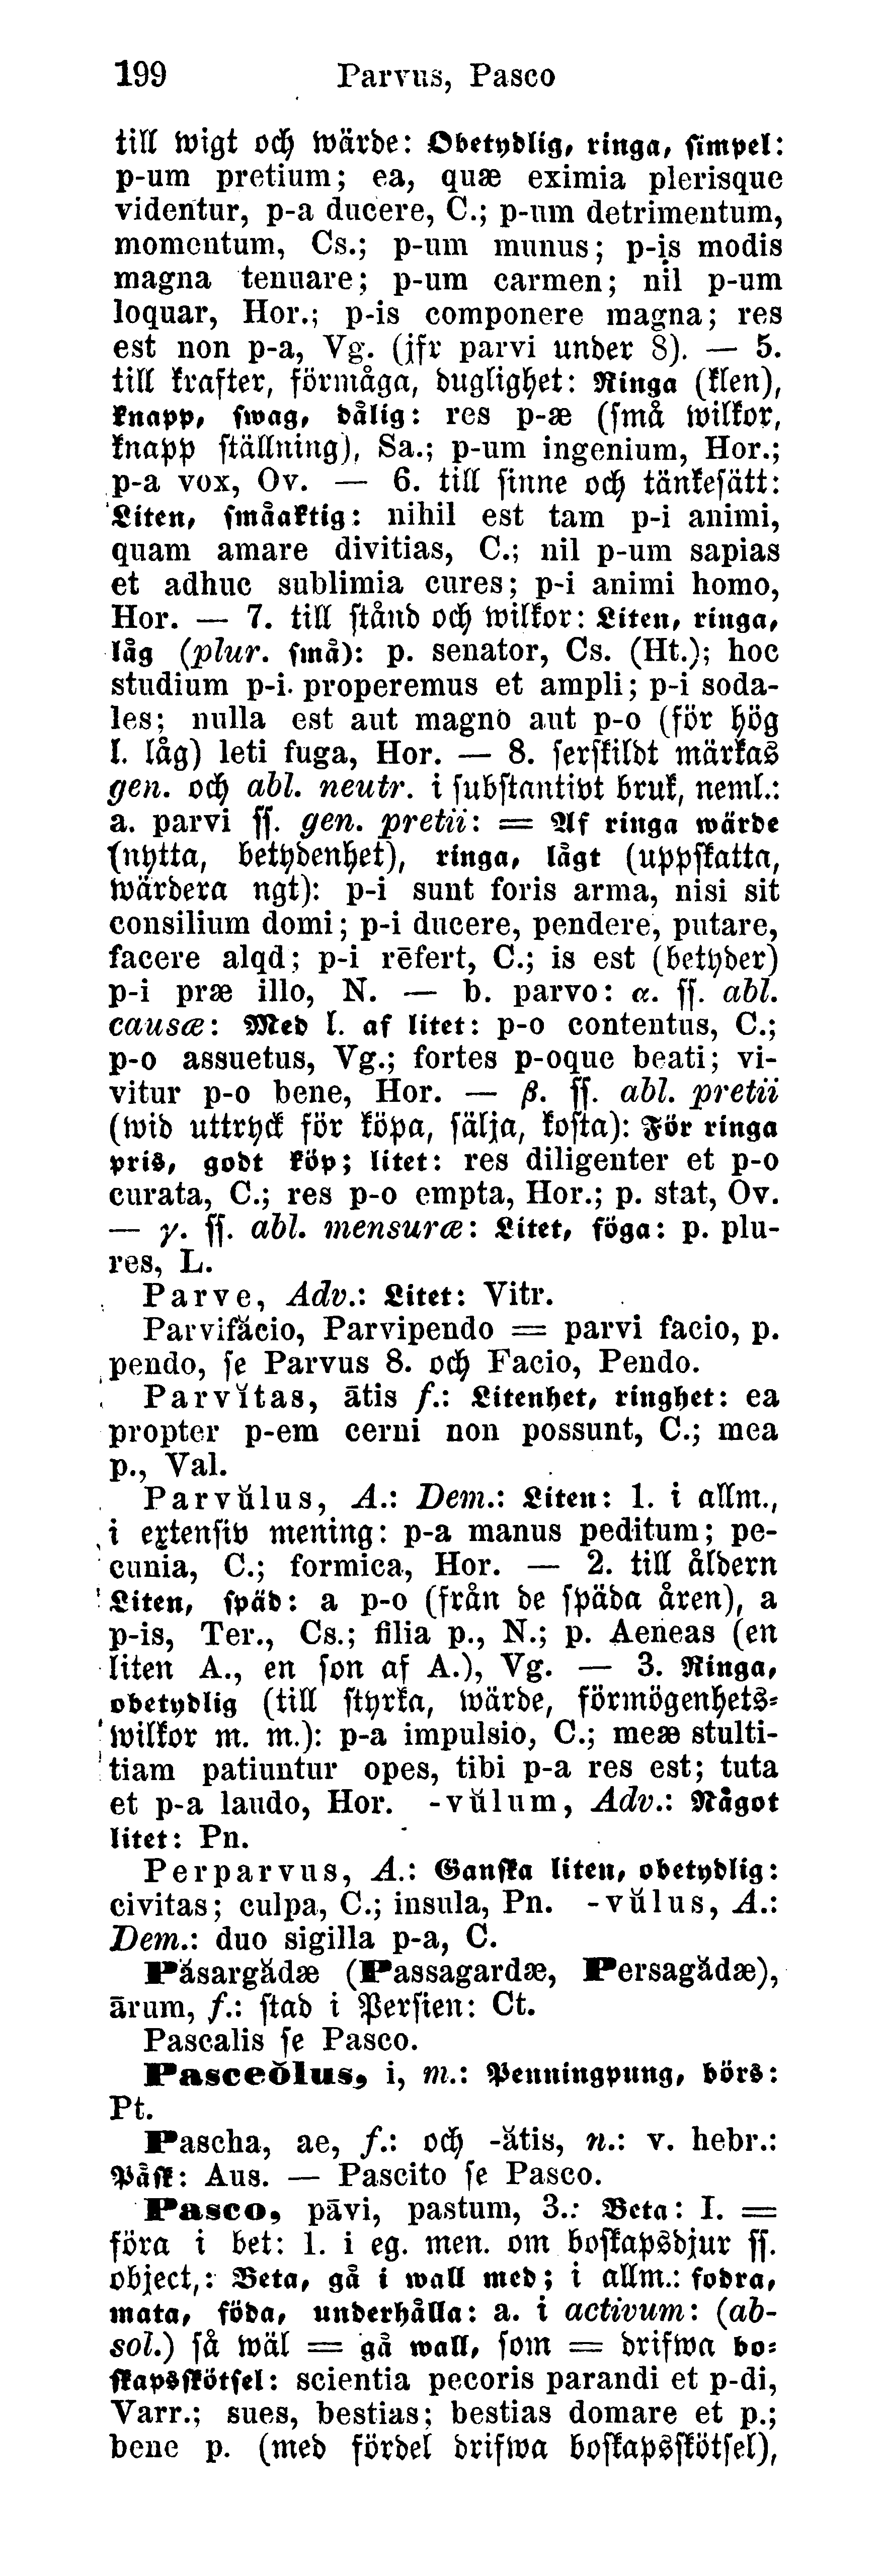 199 Parvus, Pasco
till wigt och wärde: Obetydlig, ringa, simpel:
p-um pretium; ea, quæ eximia plerisque
videntur, p-a ducere, C.; p-um detrimentum,
momentum, Cs.; p-um munus; p-is modis
magna tenuare; p-um carmen; nil p-um
loquar, Hor.; p-is componere magna; res
est non p-a, Vg. (jfr parvi under 8). — 5.
till krafter, förmåga, duglighet: Ringa (klen),
knapp, swag, dålig: res p-æ (små wilkor,
knapp ställning), Sa.; p-um ingenium, Hor.;
p-a vox, Ov. — 6. till sinne och tänkesätt:
Liten, småaktig: nihil est tam p-i animi,
quam amare divitias, C.; nil p-um sapias
et adhuc sublimia cures; p-i animi homo,
Hor. — 7. till stånd och wilkor: Liten, ringa,
låg (plur. små): p. senator, Cs. (Ht.); hoc
studium p-i properemus et ampli; p-i soda-
les; nulla est aut magno aut p-o (för hög
l. låg) leti fuga, Hor. — 8. serskildt märkas
gen. och abl. neutr. i substantivt bruk, neml.:
a. parvi ss. gen. pretii: = Af ringa wärde
(nytta, betydenhet), ringa, lågt (uppskatta,
wärdera ngt): p-i sunt foris arma, nisi sit
consilium domi; p-i ducere, pendere, putare,
facere alqd; p-i rēfert, C.; is est (betyder)
p-i præ illo, N. — b. parvo: α. ss. abl.
causæ: Med l. af litet: p-o contentus, C.;
p-o assuetus, Vg.; fortes p-oque beati; vi-
vitur p-o bene, Hor. — β. ss. abl. pretii
(wid uttryck för köpa, sälja, kosta): För ringa
pris, godt köp; litet: res diligenter et p-o
curata, C.; res p-o empta, Hor.; p. stat, Ov.
— γ. ss. abl. mensuræ: Litet, föga: p. plu-
res, L.
Parve, Adv.: Litet: Vitr.
Parvifăcio, Parvipendo = parvi facio, p.
pendo, se Parvus 8. och Facio, Pendo.
Parvĭtas, ātis f.: Litenhet, ringhet: ea
propter p-em cerni non possunt, C.; mea
p., Val.
Parvŭlus, A.: Dem.: Liten: 1. i allm.,
i extensiv mening: p-a manus peditum; pe-
cunia, C.; formica, Hor. — 2. till åldern
Liten, späd: a p-o (från de späda åren), a
p-is, Ter., Cs.; filia p., N.; p. Aeneas (en
liten A., en son af A.), Vg. — 3. Ringa,
obetydlig (till styrka, wärde, förmögenhets-
wilkor m. m.): p-a impulsio, C.; meæ stulti-
tiam patiuntur opes, tibi p-a res est; tuta
et p-a laudo, Hor. -vŭlum, Adv.: Något
litet: Pn.
Perparvus, A.: Ganska liten, obetydlig:
civitas; culpa, C.; insula, Pn. -vŭlus, A.:
Dem.: duo sigilla p-a, C.
Păsargădæ (Passagardæ, Persagădæ),
ārum, f.: stad i Persien: Ct.
Pascalis se Pasco.
Pasceŏlus, i, m.: Penningpung, börs:
Pt.
Pascha, ae, f.: och -ătis, n.: v. hebr.:
Påsk: Aus. — Pascito se Pasco.
Pasco, pāvi, pastum, 3.: Beta: I. =
föra i bet: 1. i eg. men. om boskapsdjur ss.
object,: Beta, gå i wall med; i allm.: fodra,
mata, föda, underhålla: a. i activum: (ab-
sol.) så wäl = gå wall, som = drifwa bo-
skapsskötsel: scientia pecoris parandi et p-di,
Varr.; sues, bestias; bestias domare et p.;
bene p. (med fördel drifwa boskapsskötsel),